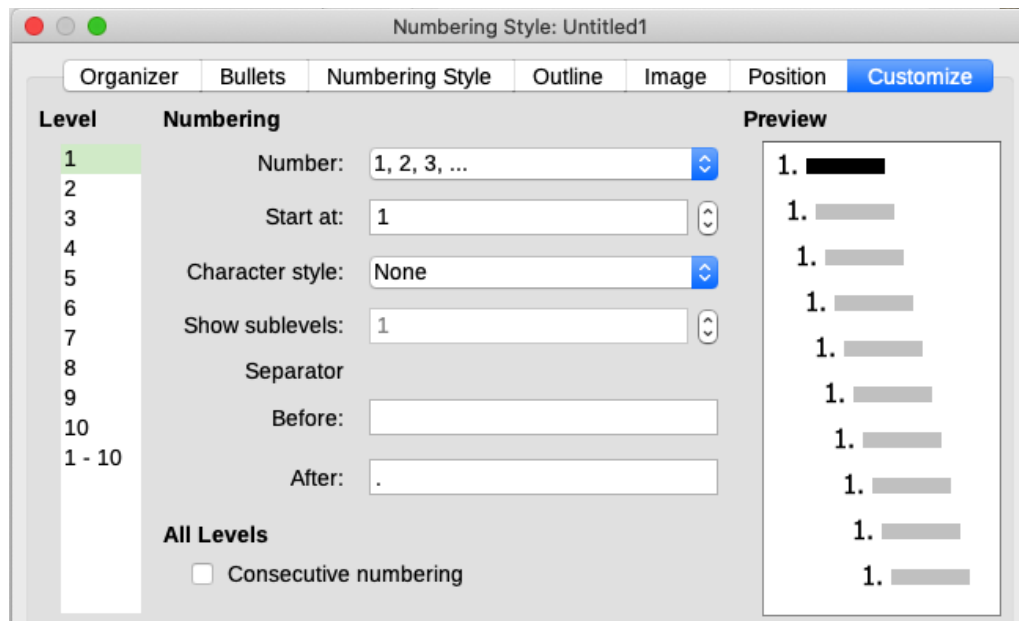 Numbering Style: Untitled1
Organizer Bullets Numbering Style Outline Image Position Customize
Level
1
2
3
4
5
6
7
8
9
10
1 - 10
Numbering
Number: 1, 2, 3, ...
Start at: 1
Character style: None
Show sublevels: 1
Separator
Before:
After: .
All Levels
Consecutive numbering
Preview
1.
1.
1.
1.
1.
1.
1.
1.
1.
1.